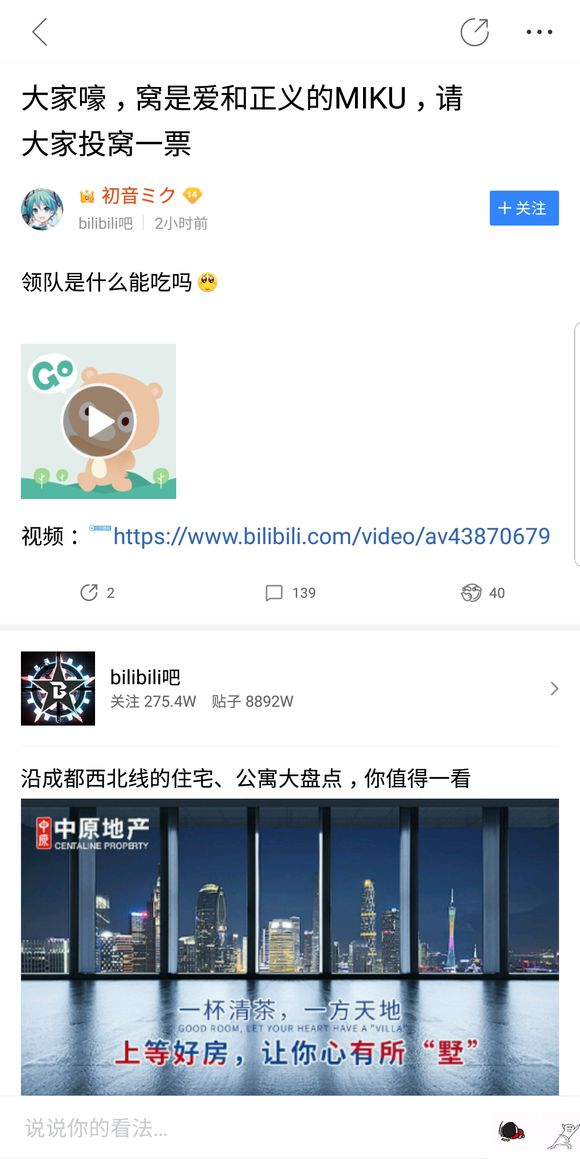 大家嚎，窝是爱和正义的MIKU，请
大家投窝一票
初音ミク 14
bilibili吧 2小时前
+关注
领队是什么能吃吗
Go
视频：https://www.bilibili.com/video/av43870679
2 139 40
bilibili吧
关注 275.4W 贴子 8892W
沿成都西北线的住宅、公寓大盘点，你值得一看
中原 中原地产
CENTALINE PROPERTY
一杯清茶，一方天地
GOOD ROOM, LET YOUR HEART HAVE A "VILLA"
上等好房，让你心有所“墅”
说说你的看法...